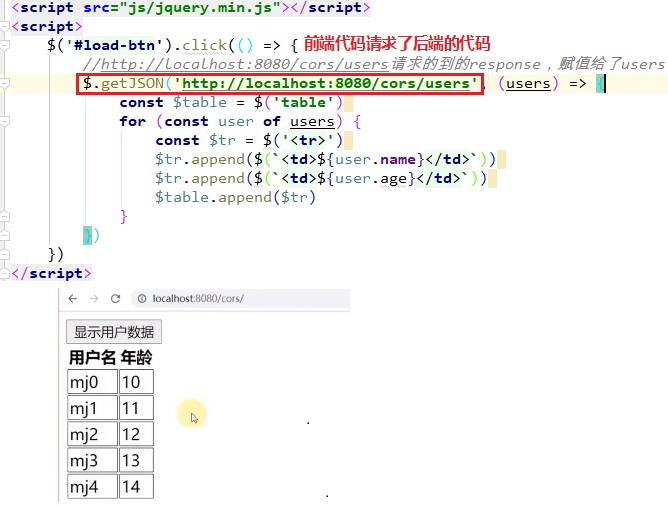 <script src="js/jquery.min.js"></script>
<script>
$('#load-btn').click(() => { 前端代码请求了后端的代码
//http://localhost:8080/cors/users请求的到的response，赋值给了users
$.getJSON('http://localhost:8080/cors/users', (users) => {
const $table = $('table')
for (const user of users) {
const $tr = $('<tr>')
$tr.append($(`<td>${user.name}</td>`))
$tr.append($(`<td>${user.age}</td>`))
$table.append($tr)
}
})
})
</script>
localhost:8080/cors/
显示用户数据
用户名 年龄
mj0 10
mj1 11
mj2 12
mj3 13
mj4 14